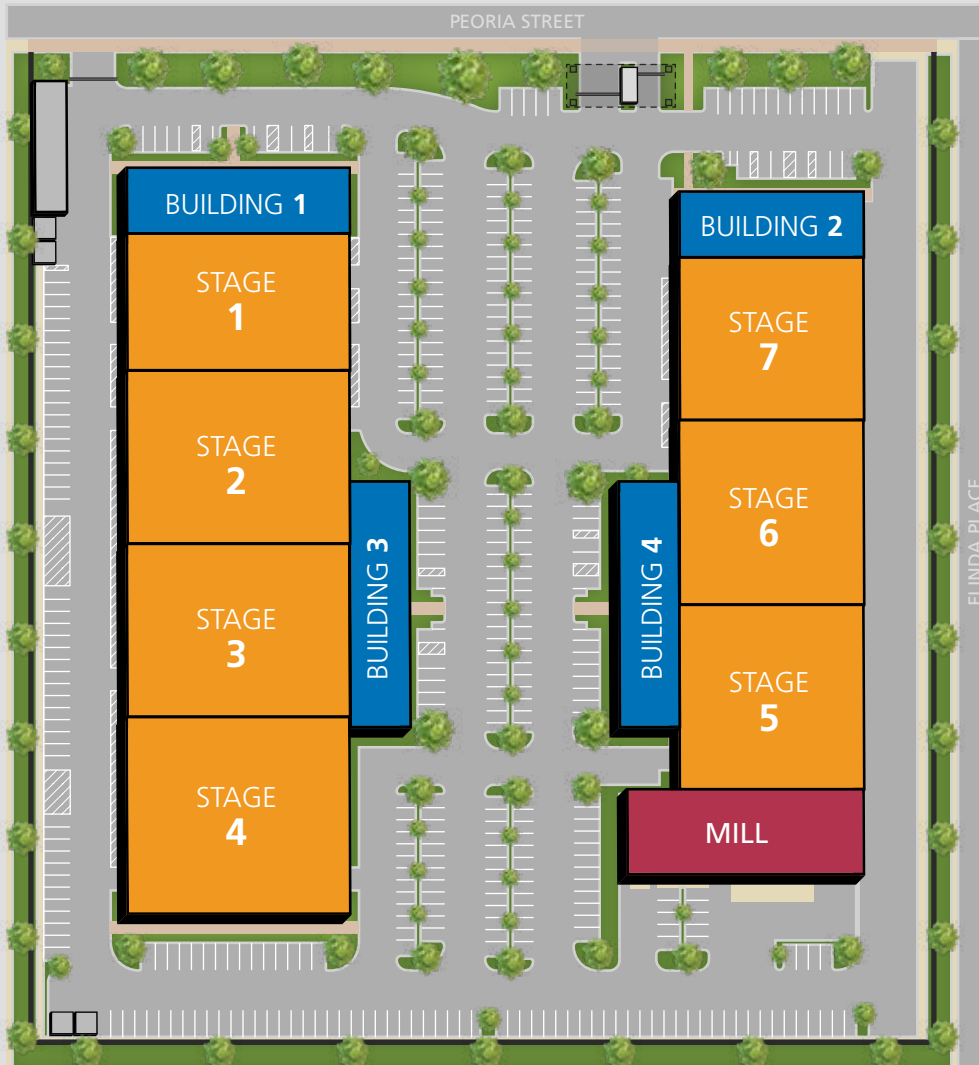 PEORIA STREET
BUILDING 1
STAGE
1
STAGE
2
STAGE
3
STAGE
4
BUILDING 3
BUILDING 2
STAGE
7
STAGE
6
STAGE
5
BUILDING 4
MILL
ELINDA PLACE